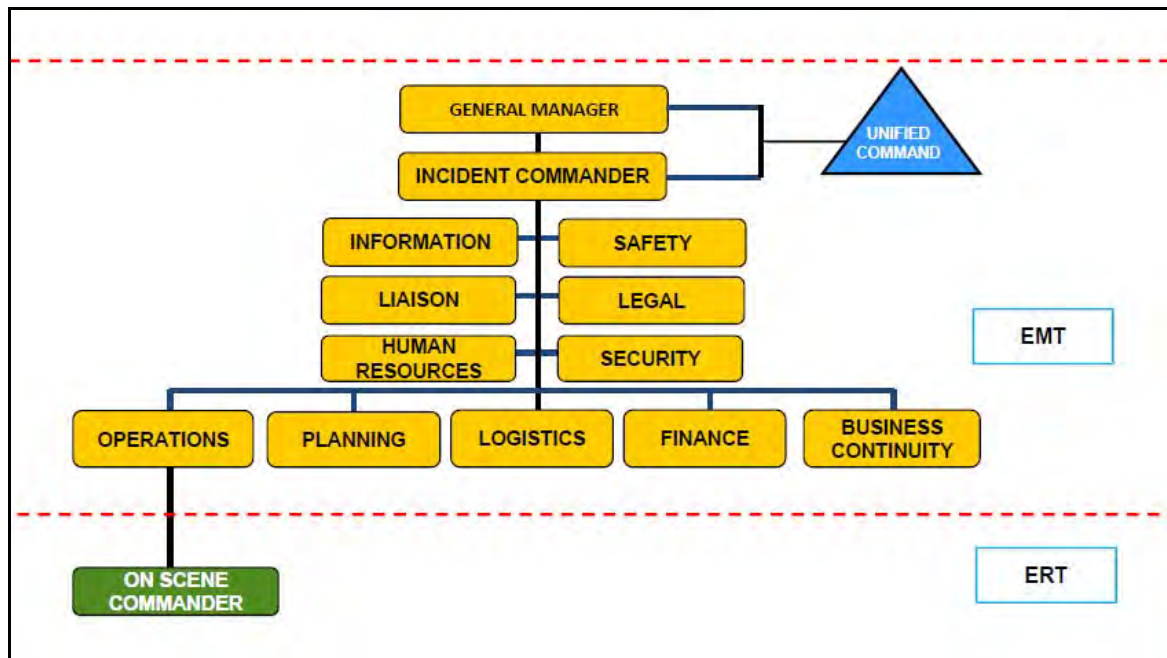 GENERAL MANAGER
UNIFIED
COMMAND
INCIDENT COMMANDER
INFORMATION
SAFETY
LIAISON
LEGAL
HUMAN
RESOURCES
SECURITY
EMT
OPERATIONS
PLANNING
LOGISTICS
FINANCE
BUSINESS
CONTINUITY
ON SCENE
COMMANDER
ERT